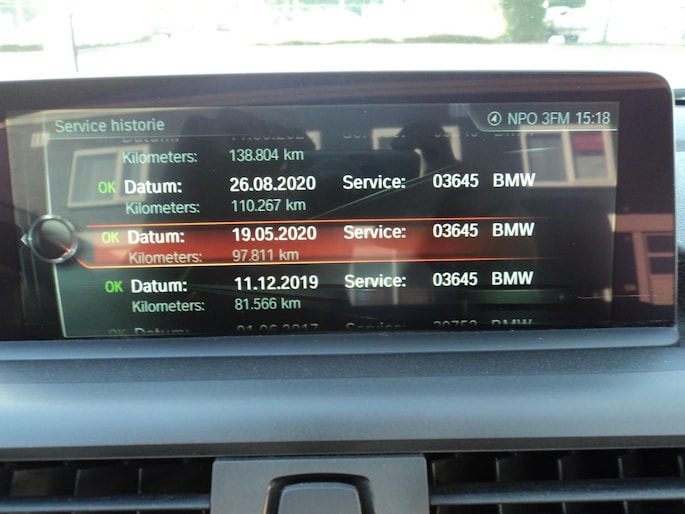 Service historie NPO 3FM 15:18
Kilometers: 138.804 km
OK Datum: 26.08.2020 Service: 03645 BMW
Kilometers: 110.267 km
OK Datum: 19.05.2020 Service: 03645 BMW
Kilometers: 97.811 km
OK Datum: 11.12.2019 Service: 03645 BMW
Kilometers: 81.566 km